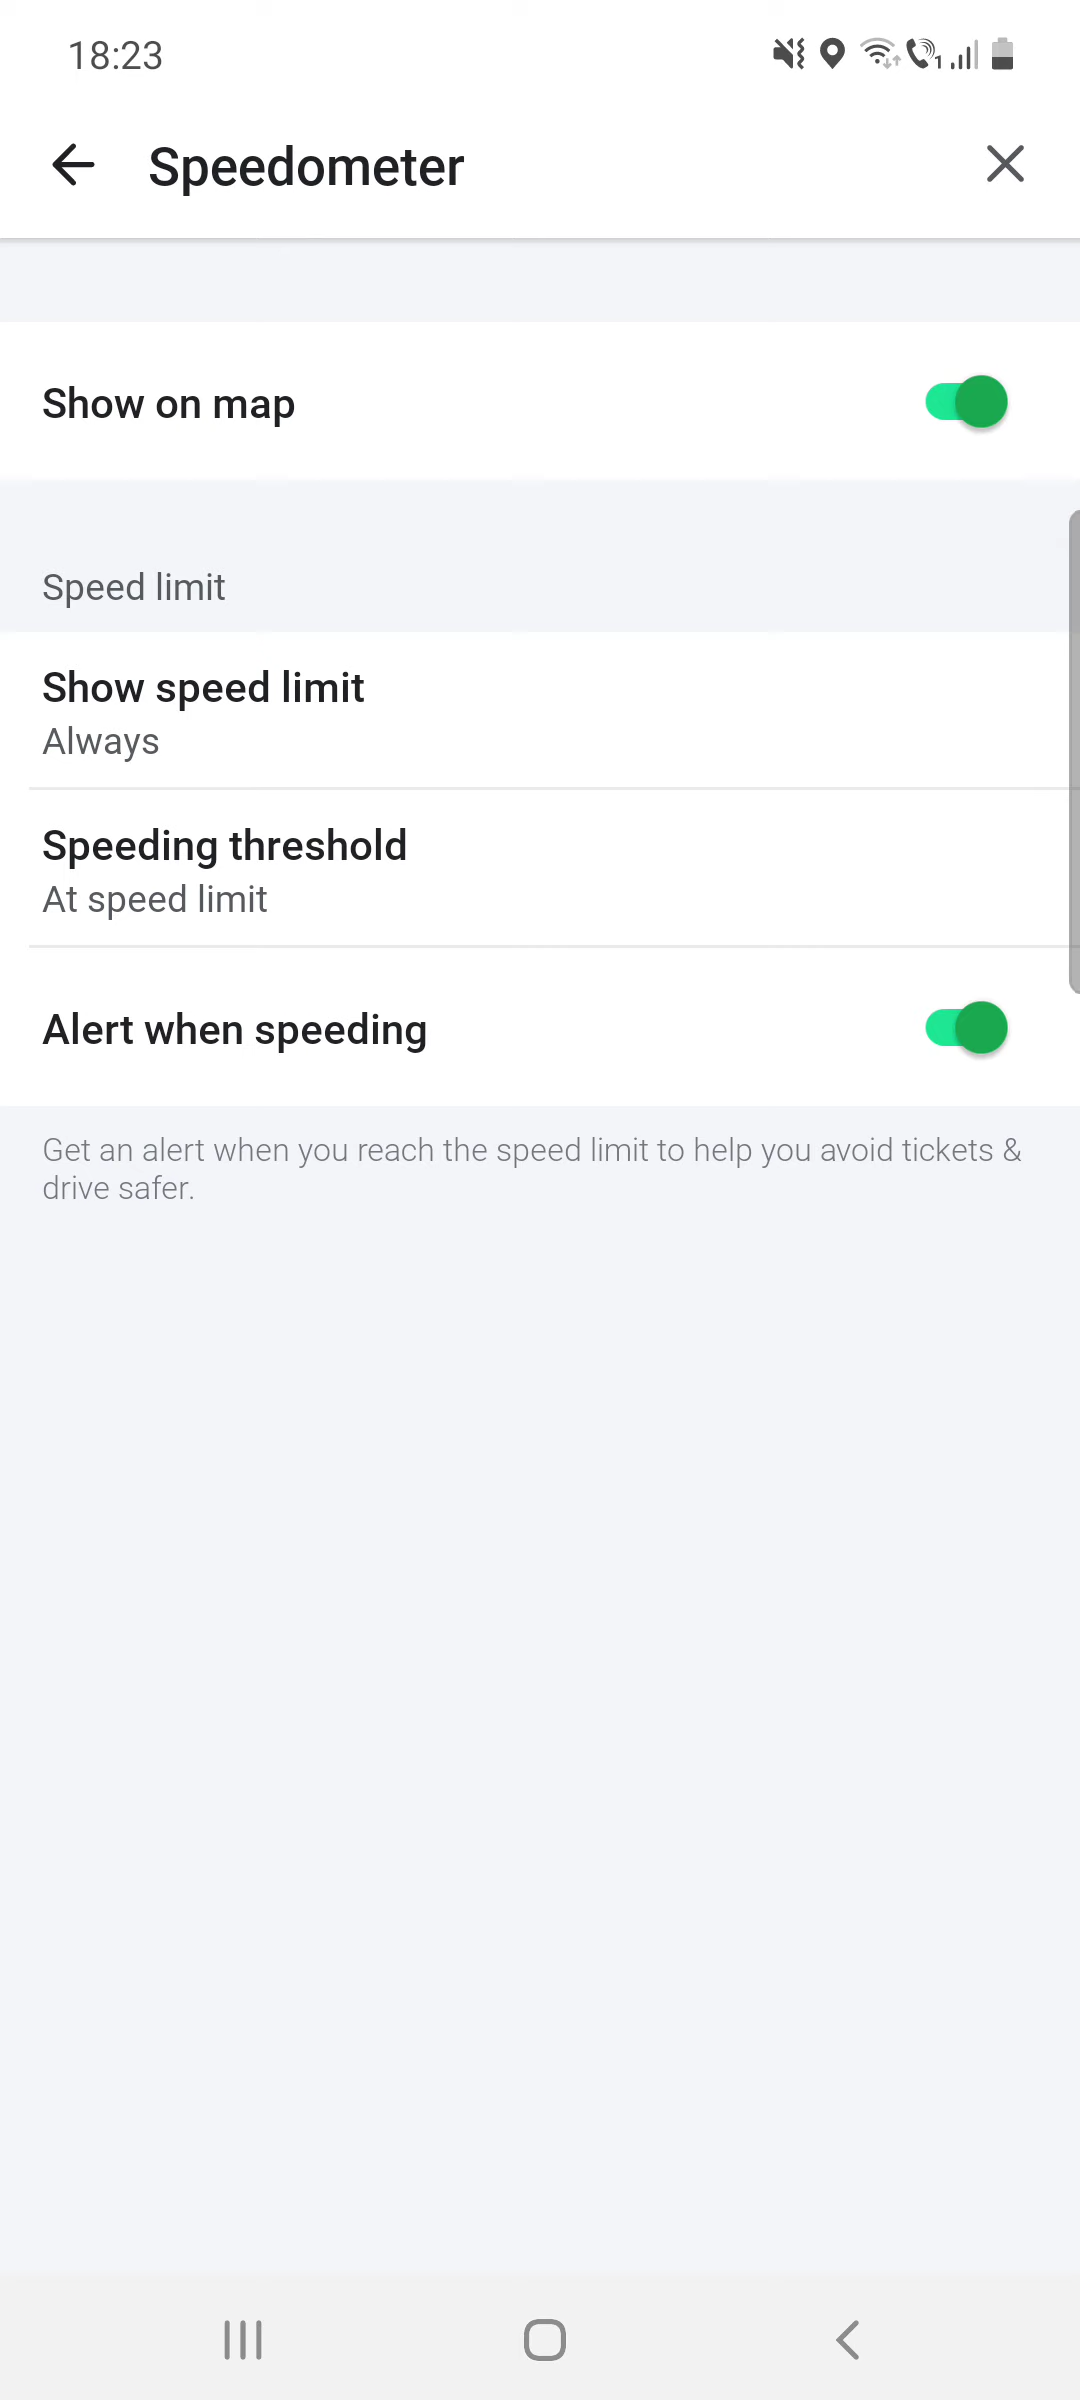 18:23
Speedometer
Show on map
Speed limit
Show speed limit
Always
Speeding threshold
At speed limit
Alert when speeding
Get an alert when you reach the speed limit to help you avoid tickets &
drive safer.